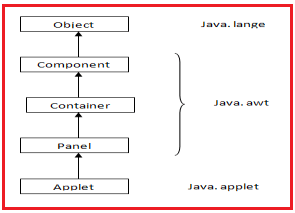 Object Java. lange
Component
Container Java. awt
Panel
Applet Java. applet